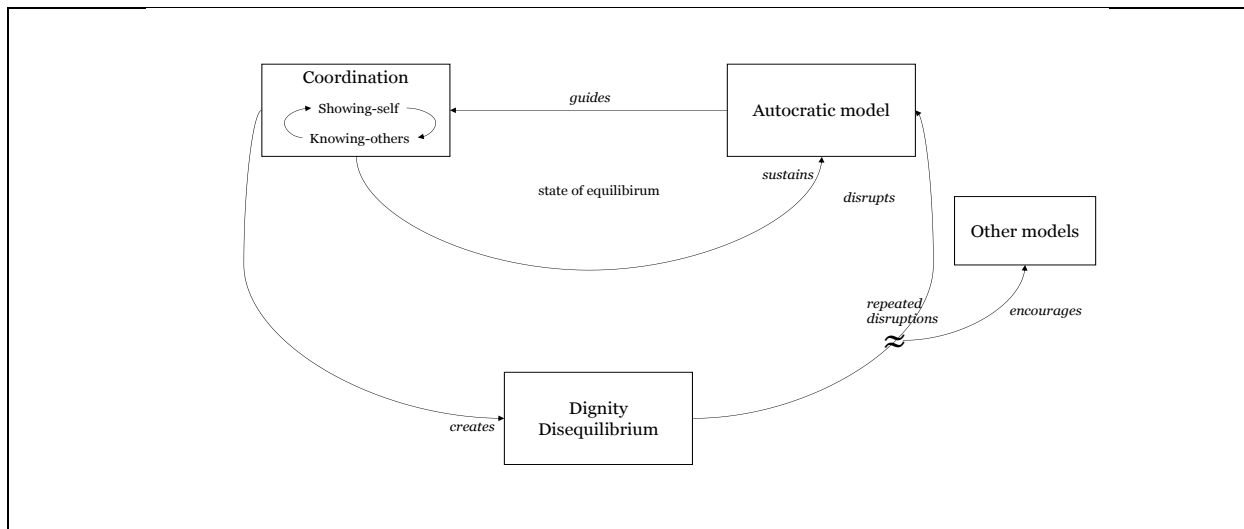 Coordination
Showing-self
Knowing-others
guides
Autocratic model
sustains
state of equilibirum
disrupts
Other models
repeated
disruptions
encourages
≈
Dignity
Disequilibrium
creates